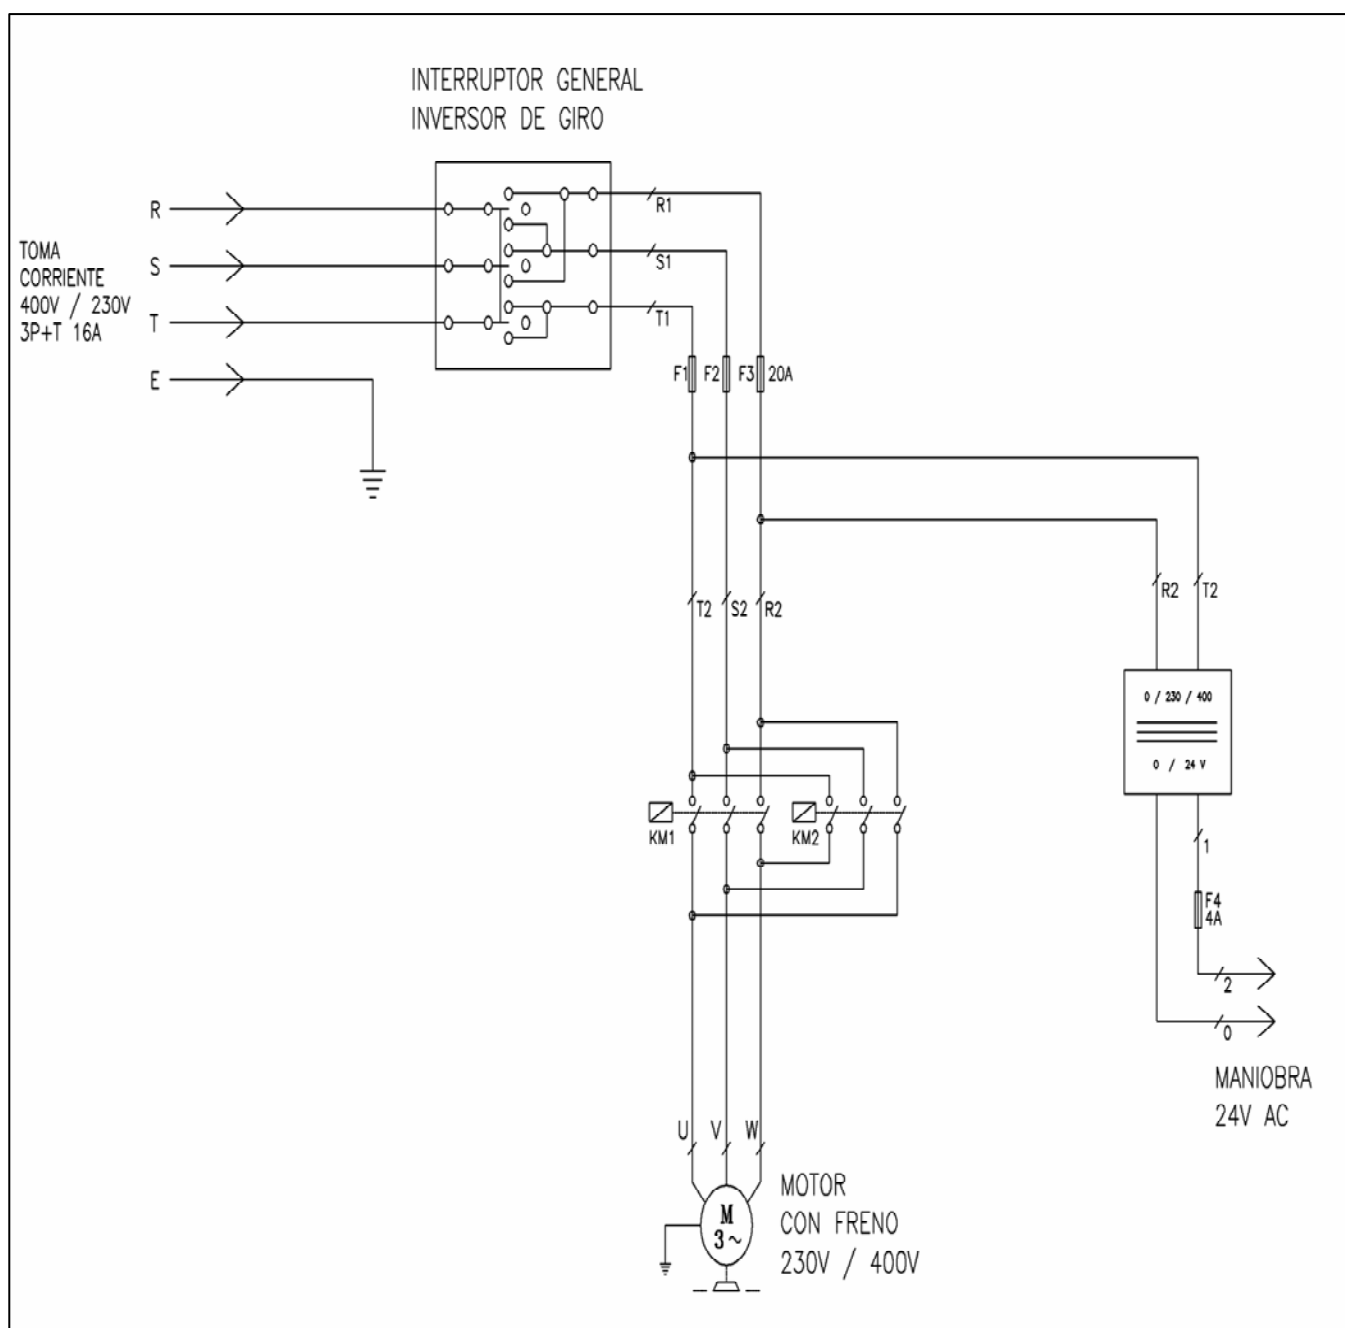 INTERRUPTOR GENERAL
INVERSOR DE GIRO
R
R1
TOMA
CORRIENTE
400V / 230V
3P+T 16A
S
S1
T
T1
E
F1
F2
F3
20A
T2
S2
R2
R2
T2
0 / 230 / 400
0 / 24 V
KM1
KM2
1
F4
4A
2
0
MANIOBRA
24V AC
U
V
W
M
3~
MOTOR
CON FRENO
230V / 400V